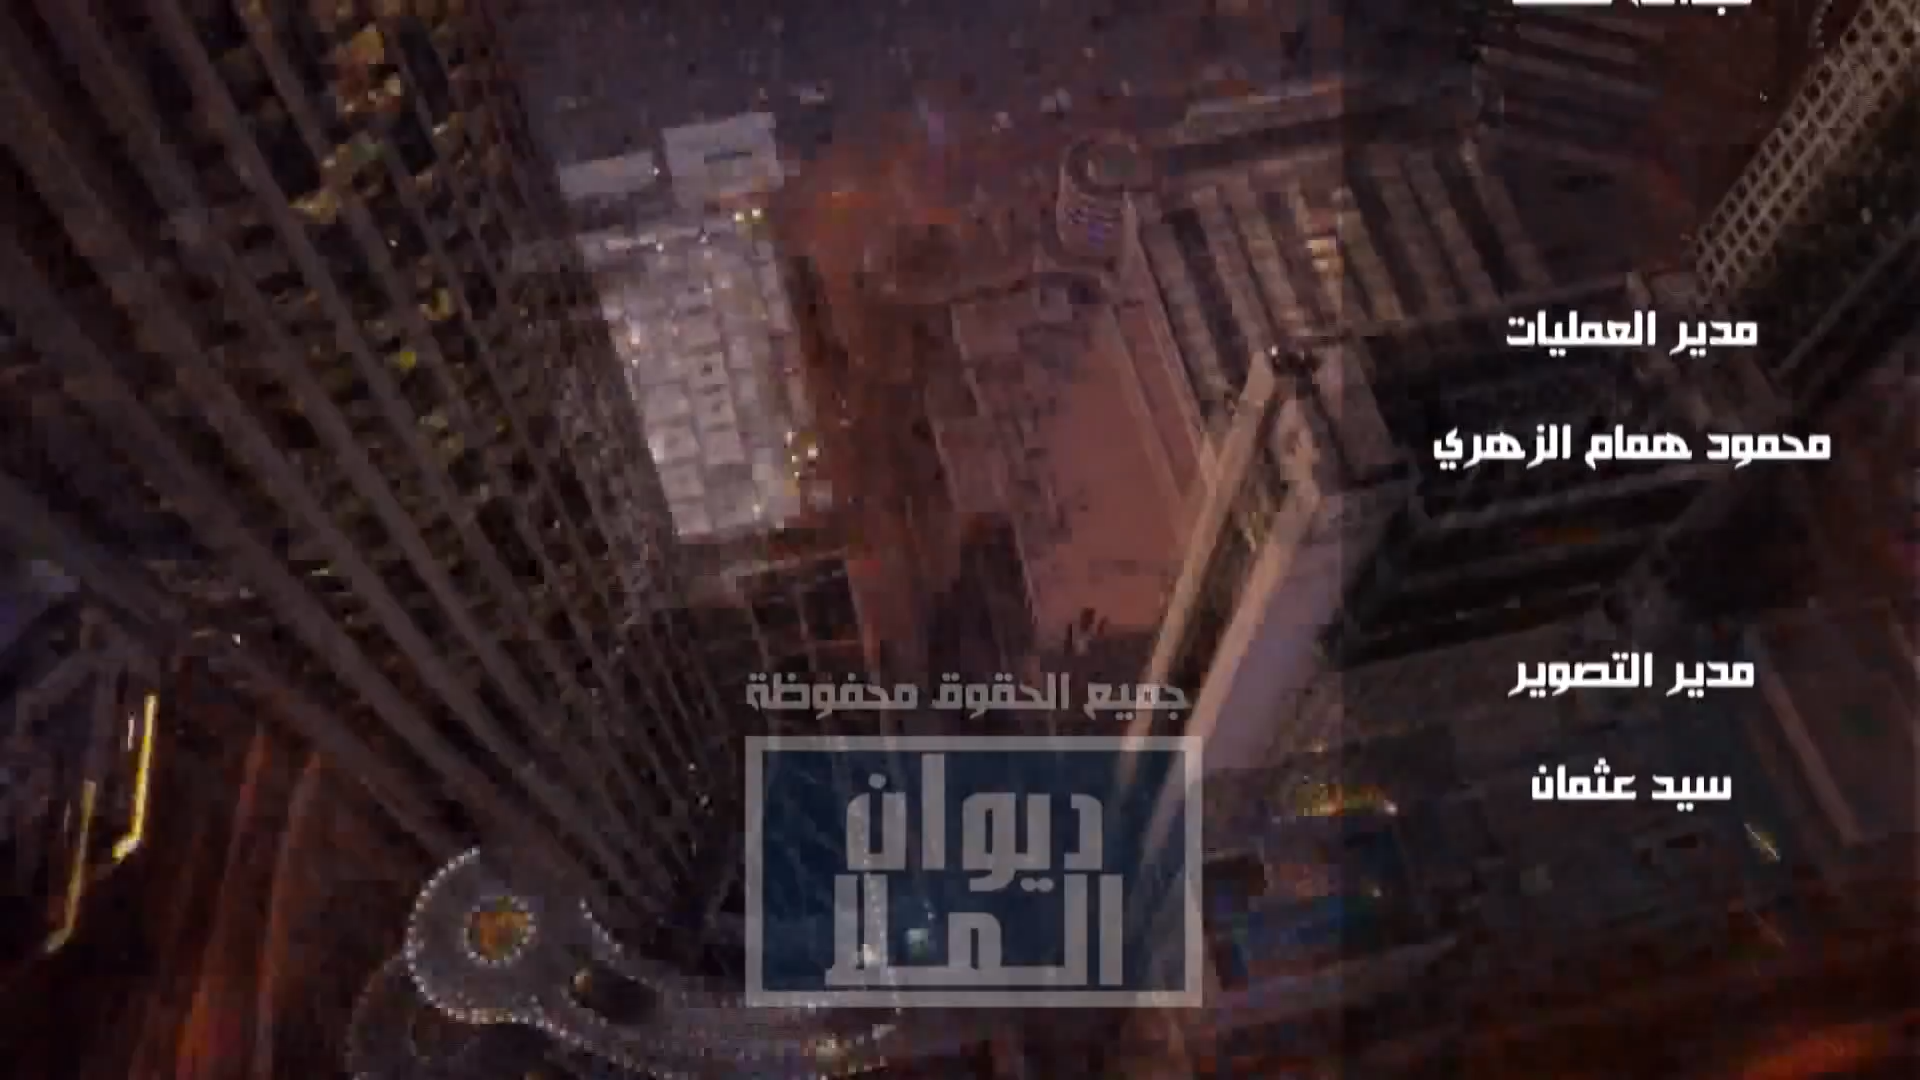 مدير العمليات
محمود همام الزهري
مدير التصوير
سيد عثمان
جميع الحقوق محفوظة
ديوان
الملا